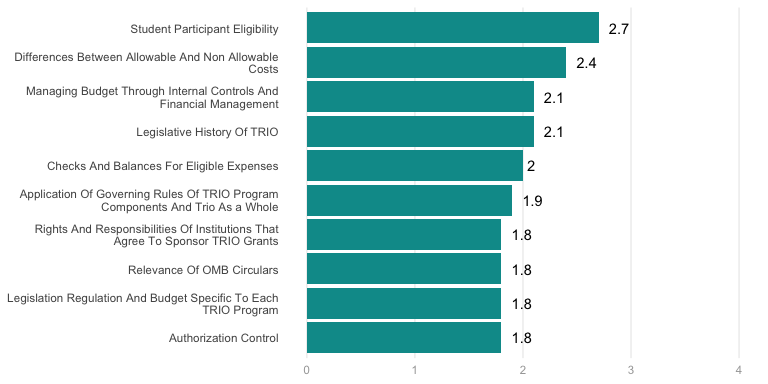 Student Participant Eligibility
2.7
Differences Between Allowable And Non Allowable
Costs
2.4
Managing Budget Through Internal Controls And
Financial Management
2.1
Legislative History Of TRIO
2.1
Checks And Balances For Eligible Expenses
2
Application Of Governing Rules Of TRIO Program
Components And Trio As a Whole
1.9
Rights And Responsibilities Of Institutions That
Agree To Sponsor TRIO Grants
1.8
Relevance Of OMB Circulars
1.8
Legislation Regulation And Budget Specific To Each
TRIO Program
1.8
Authorization Control
1.8
0 1 2 3 4